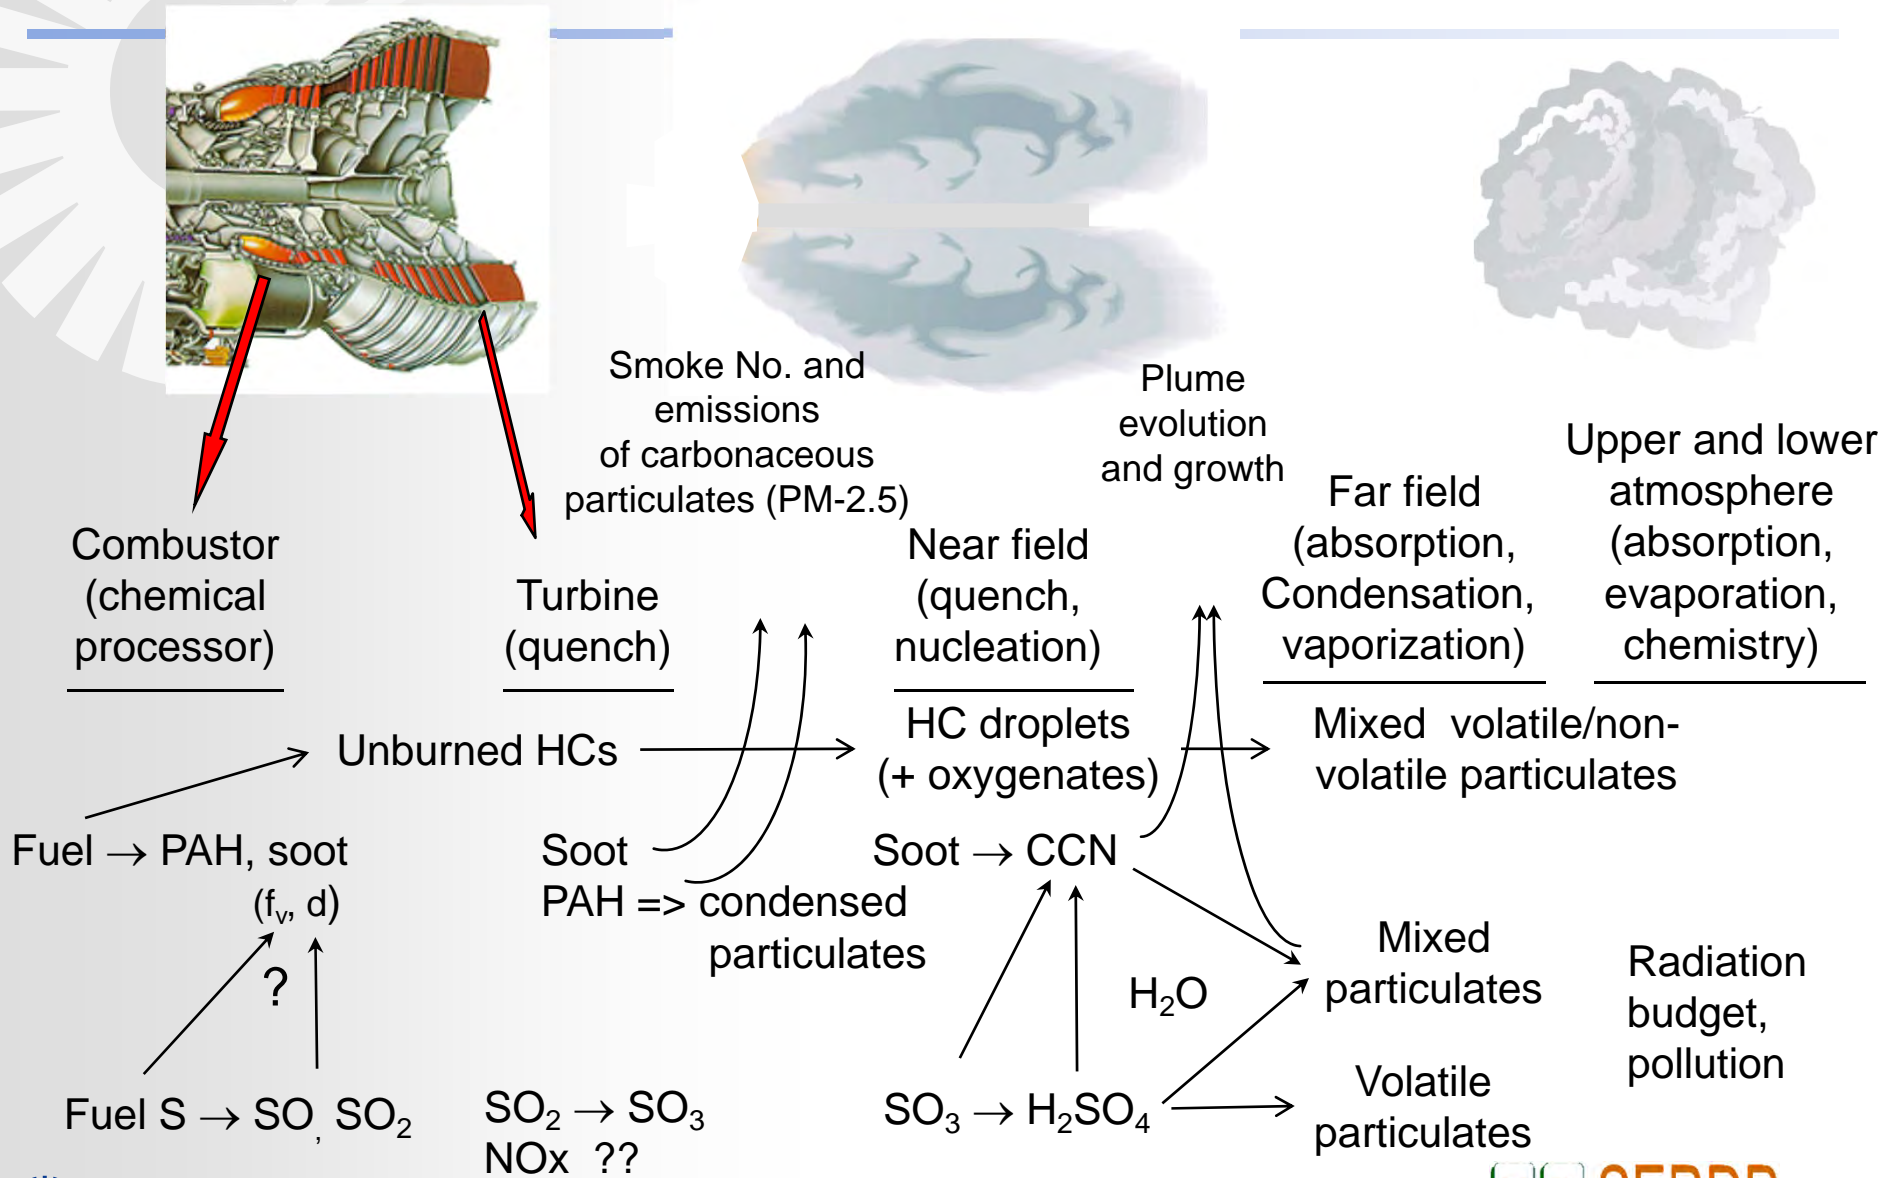 Smoke No. and
emissions
of carbonaceous
particulates (PM-2.5)
Plume
evolution
and growth
Combustor
(chemical
processor)
Turbine
(quench)
Near field
(quench,
nucleation)
Far field
(absorption,
Condensation,
vaporization)
Upper and lower
atmosphere
(absorption,
evaporation,
chemistry)
Unburned HCs
HC droplets
(+ oxygenates)
Mixed volatile/non-
volatile particulates
Fuel → PAH, soot
(fᵥ, d)
?
Soot
PAH => condensed
particulates
Soot → CCN
H₂O
Mixed
particulates
Radiation
budget,
pollution
Fuel S → SO, SO₂
SO₂ → SO₃
NOx ??
SO₃ → H₂SO₄
Volatile
particulates